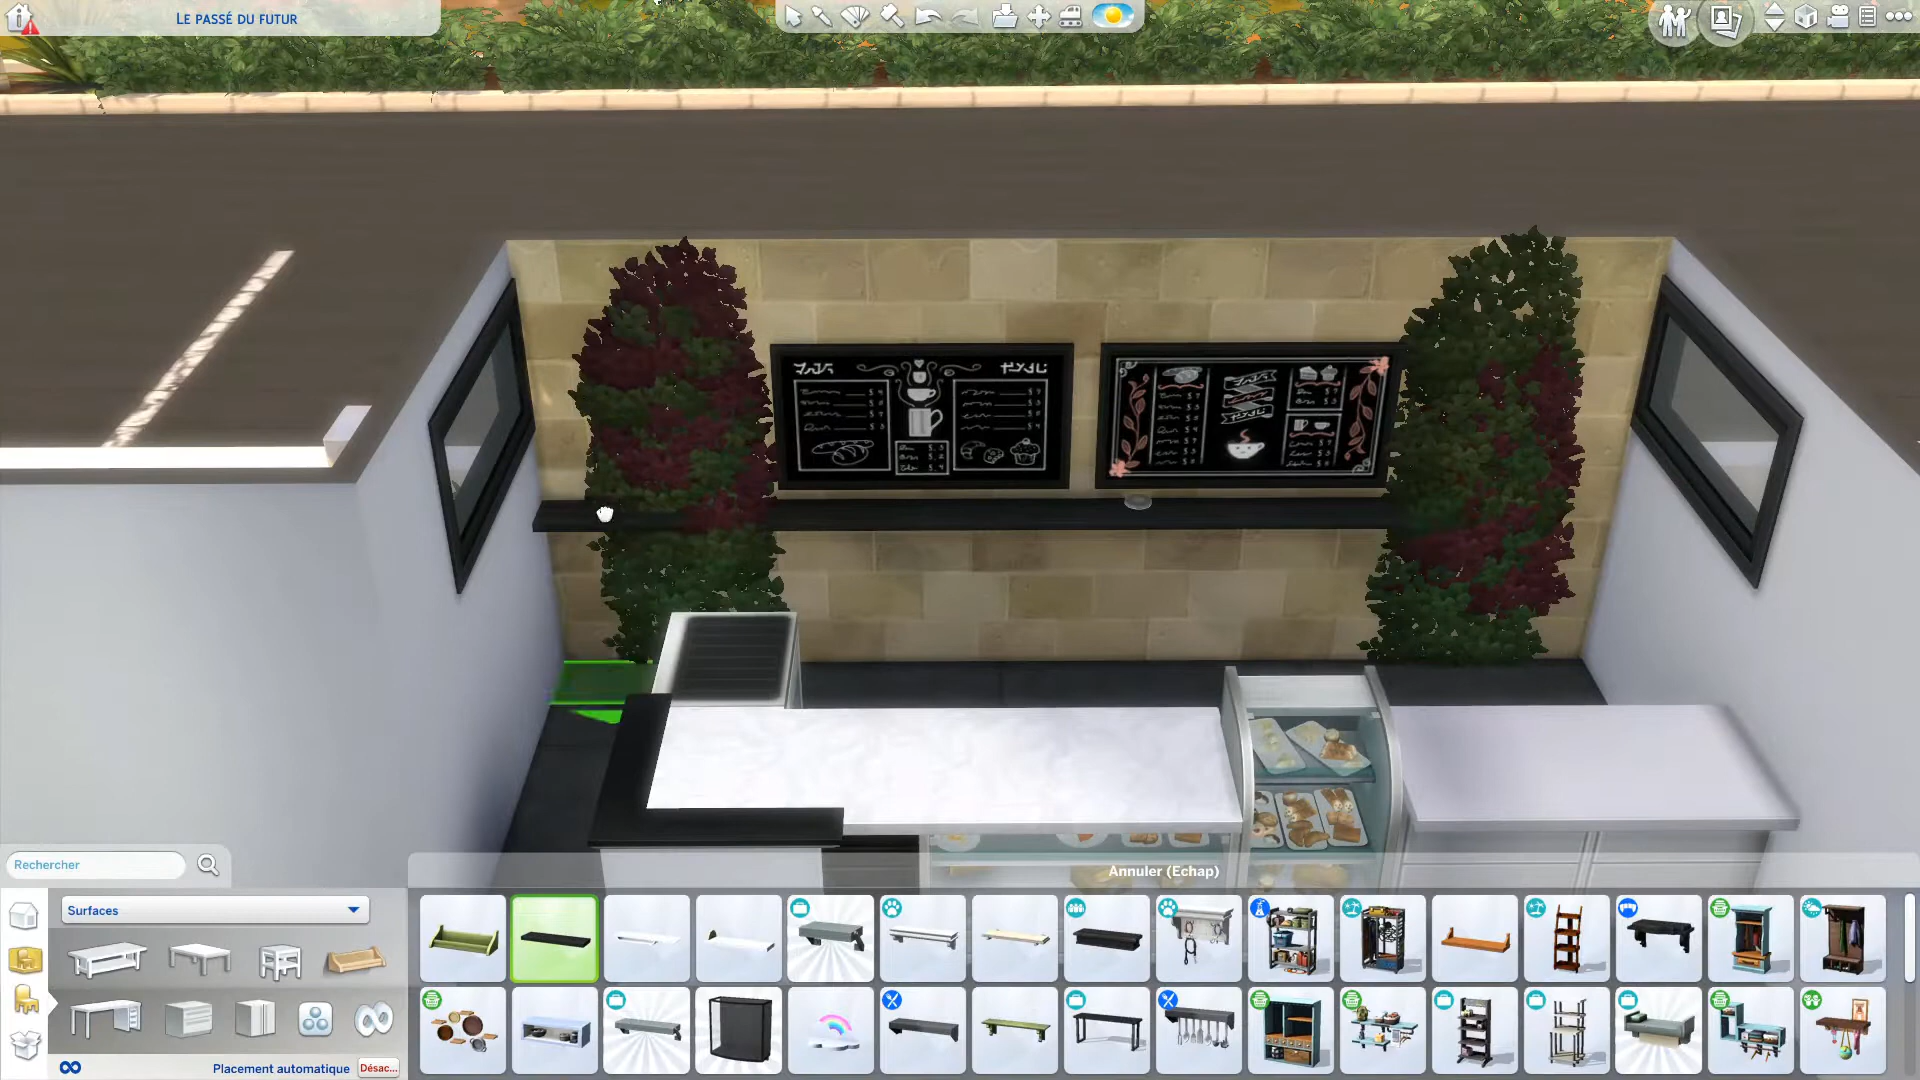 Le passé du futur
Rechercher
Annuler (Echap)
Surfaces
Placement automatique
Désac...